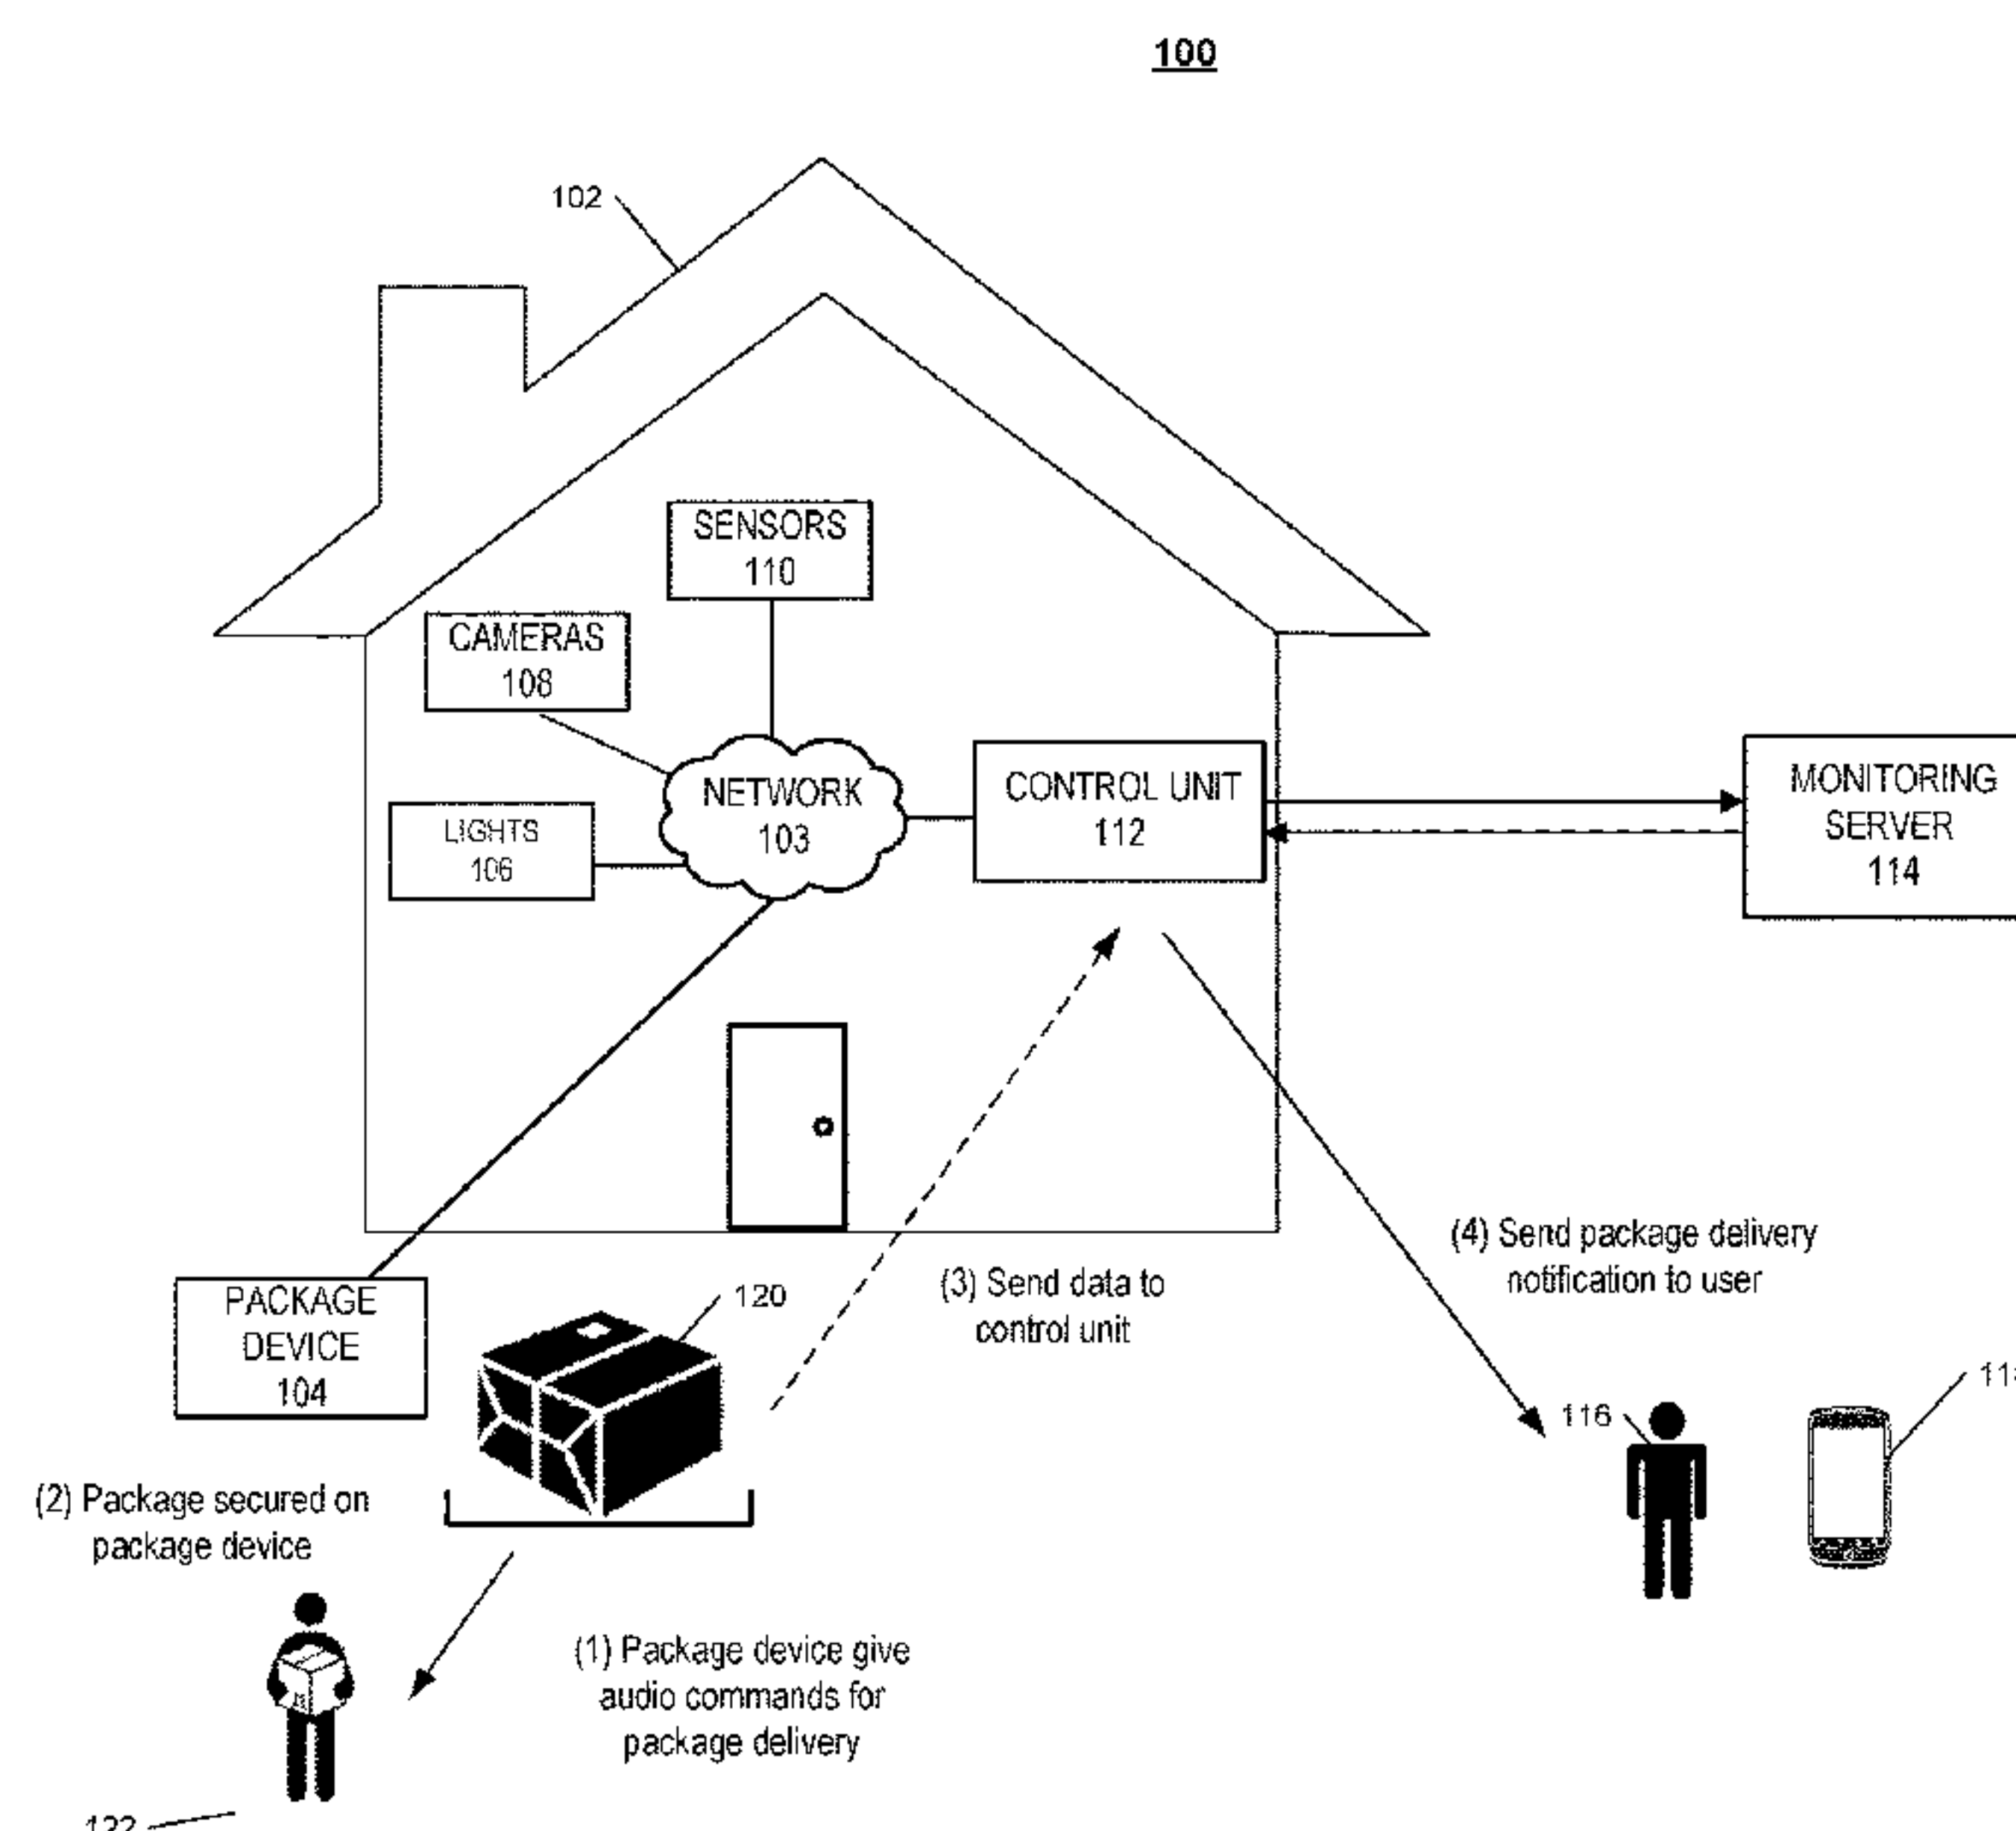 100
102
SENSORS
110
CAMERAS
108
NETWORK
103
CONTROL UNIT
112
MONITORING
SERVER
114
LIGHTS
106
(4) Send package delivery
notification to user
(3) Send data to
control unit
120
PACKAGE
DEVICE
104
116
(2) Package secured on
package device
(1) Package device give
audio commands for
package delivery
122